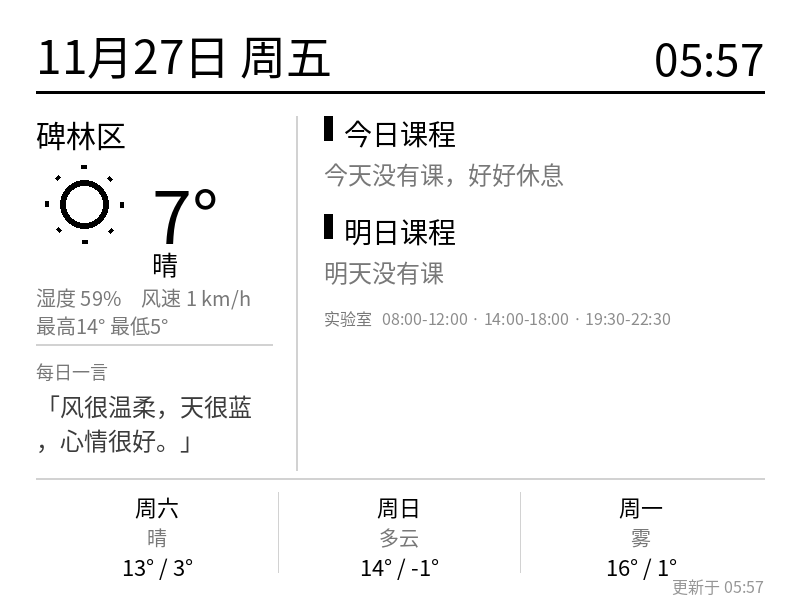 11月27日 周五
05:57
碑林区
7°
晴
湿度 59%　风速 1 km/h
最高14° 最低5°
每日一言
「风很温柔，天很蓝
，心情很好。」
今日课程
今天没有课，好好休息
明日课程
明天没有课
实验室 08:00-12:00 · 14:00-18:00 · 19:30-22:30
周六
晴
13° / 3°
周日
多云
14° / -1°
周一
雾
16° / 1°
更新于 05:57